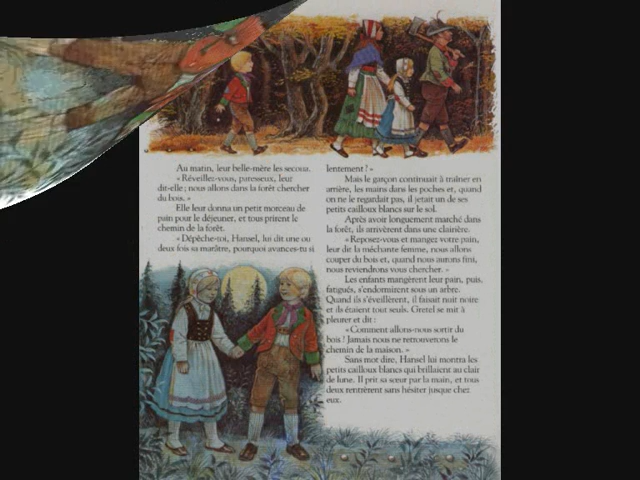 Au matin, leur belle-mère les secoua.
« Réveillez-vous, paresseux, leur
dit-elle ; nous allons dans la forêt chercher
du bois. »
Elle leur donna un petit morceau de
pain pour le déjeuner, et tous prirent le
chemin de la forêt.
« Dépêche-toi, Hansel, lui dit une ou
deux fois sa marâtre, pourquoi avances-tu si
lentement ? »
Mais le garçon continuait à traîner en
arrière, les mains dans les poches et, quand
on ne le regardait pas, il jetait un de ses
petits cailloux blancs sur le sol.
Après avoir longuement marché dans
la forêt, ils arrivèrent dans une clairière.
« Reposez-vous et mangez votre pain,
leur dit la méchante femme, nous allons
couper du bois et, quand nous aurons fini,
nous reviendrons vous chercher. »
Les enfants mangèrent leur pain, puis,
fatigués, s'endormirent sous un arbre.
Quand ils s'éveillèrent, il faisait nuit noire
et ils étaient tout seuls. Gretel se mit à
pleurer et dit :
« Comment allons-nous sortir du
bois ? Jamais nous ne retrouverons le
chemin de la maison. »
Sans mot dire, Hansel lui montra les
petits cailloux blancs qui brillaient au clair
de lune. Il prit sa sœur par la main, et tous
deux rentrèrent sans hésiter jusque chez
eux.